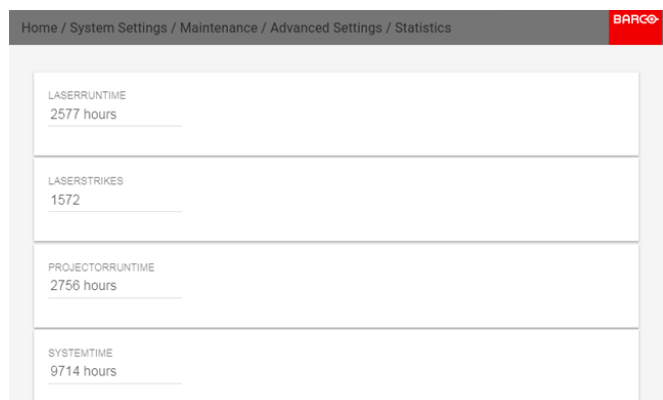 Home / System Settings / Maintenance / Advanced Settings / Statistics
BARCO
LASERRUNTIME
2577 hours
LASERSTRIKES
1572
PROJECTORRUNTIME
2756 hours
SYSTEMTIME
9714 hours